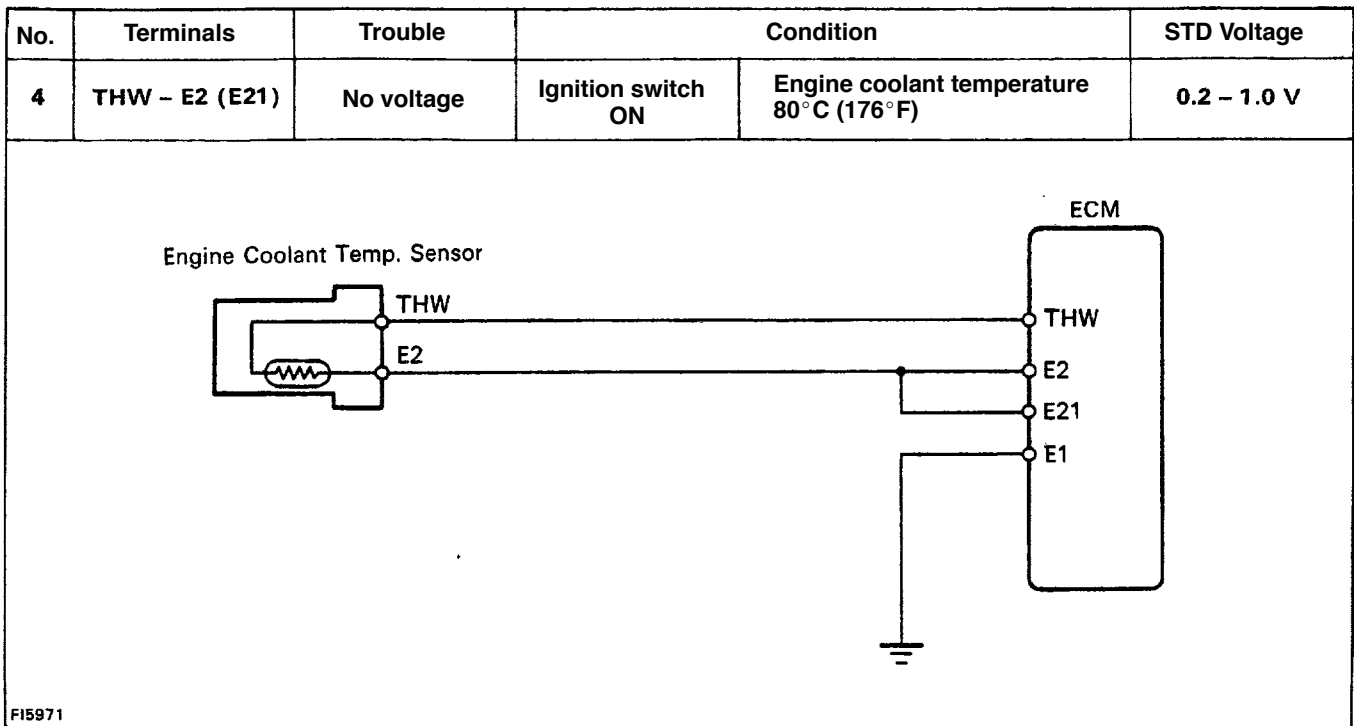 No. Terminals Trouble Condition STD Voltage
4 THW – E2 (E21) No voltage Ignition switch ON Engine coolant temperature 80°C (176°F) 0.2 – 1.0 V
ECM
Engine Coolant Temp. Sensor
THW THW
E2 E2
E21
E1
FI5971